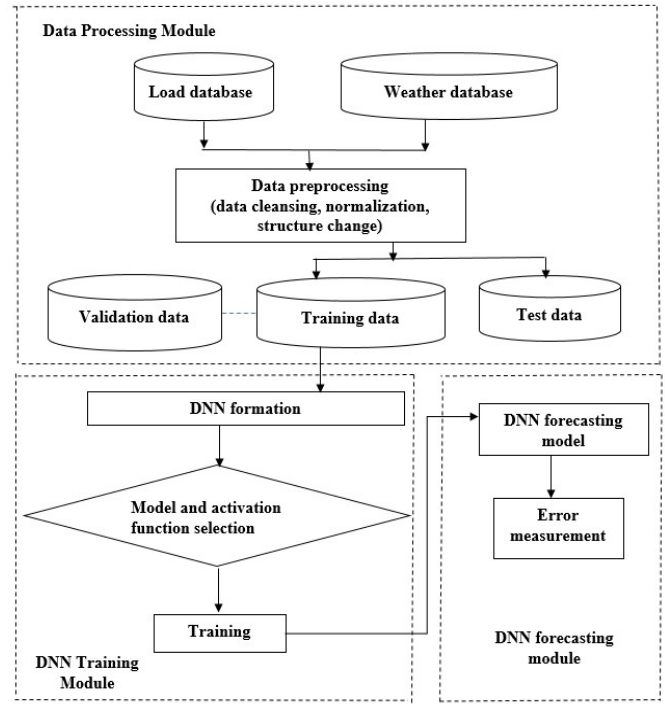 Data Processing Module
Load database
Weather database
Data preprocessing
(data cleansing, normalization,
structure change)
Validation data
Training data
Test data
DNN formation
Model and activation
function selection
Training
DNN Training
Module
DNN forecasting
model
Error
measurement
DNN forecasting
module